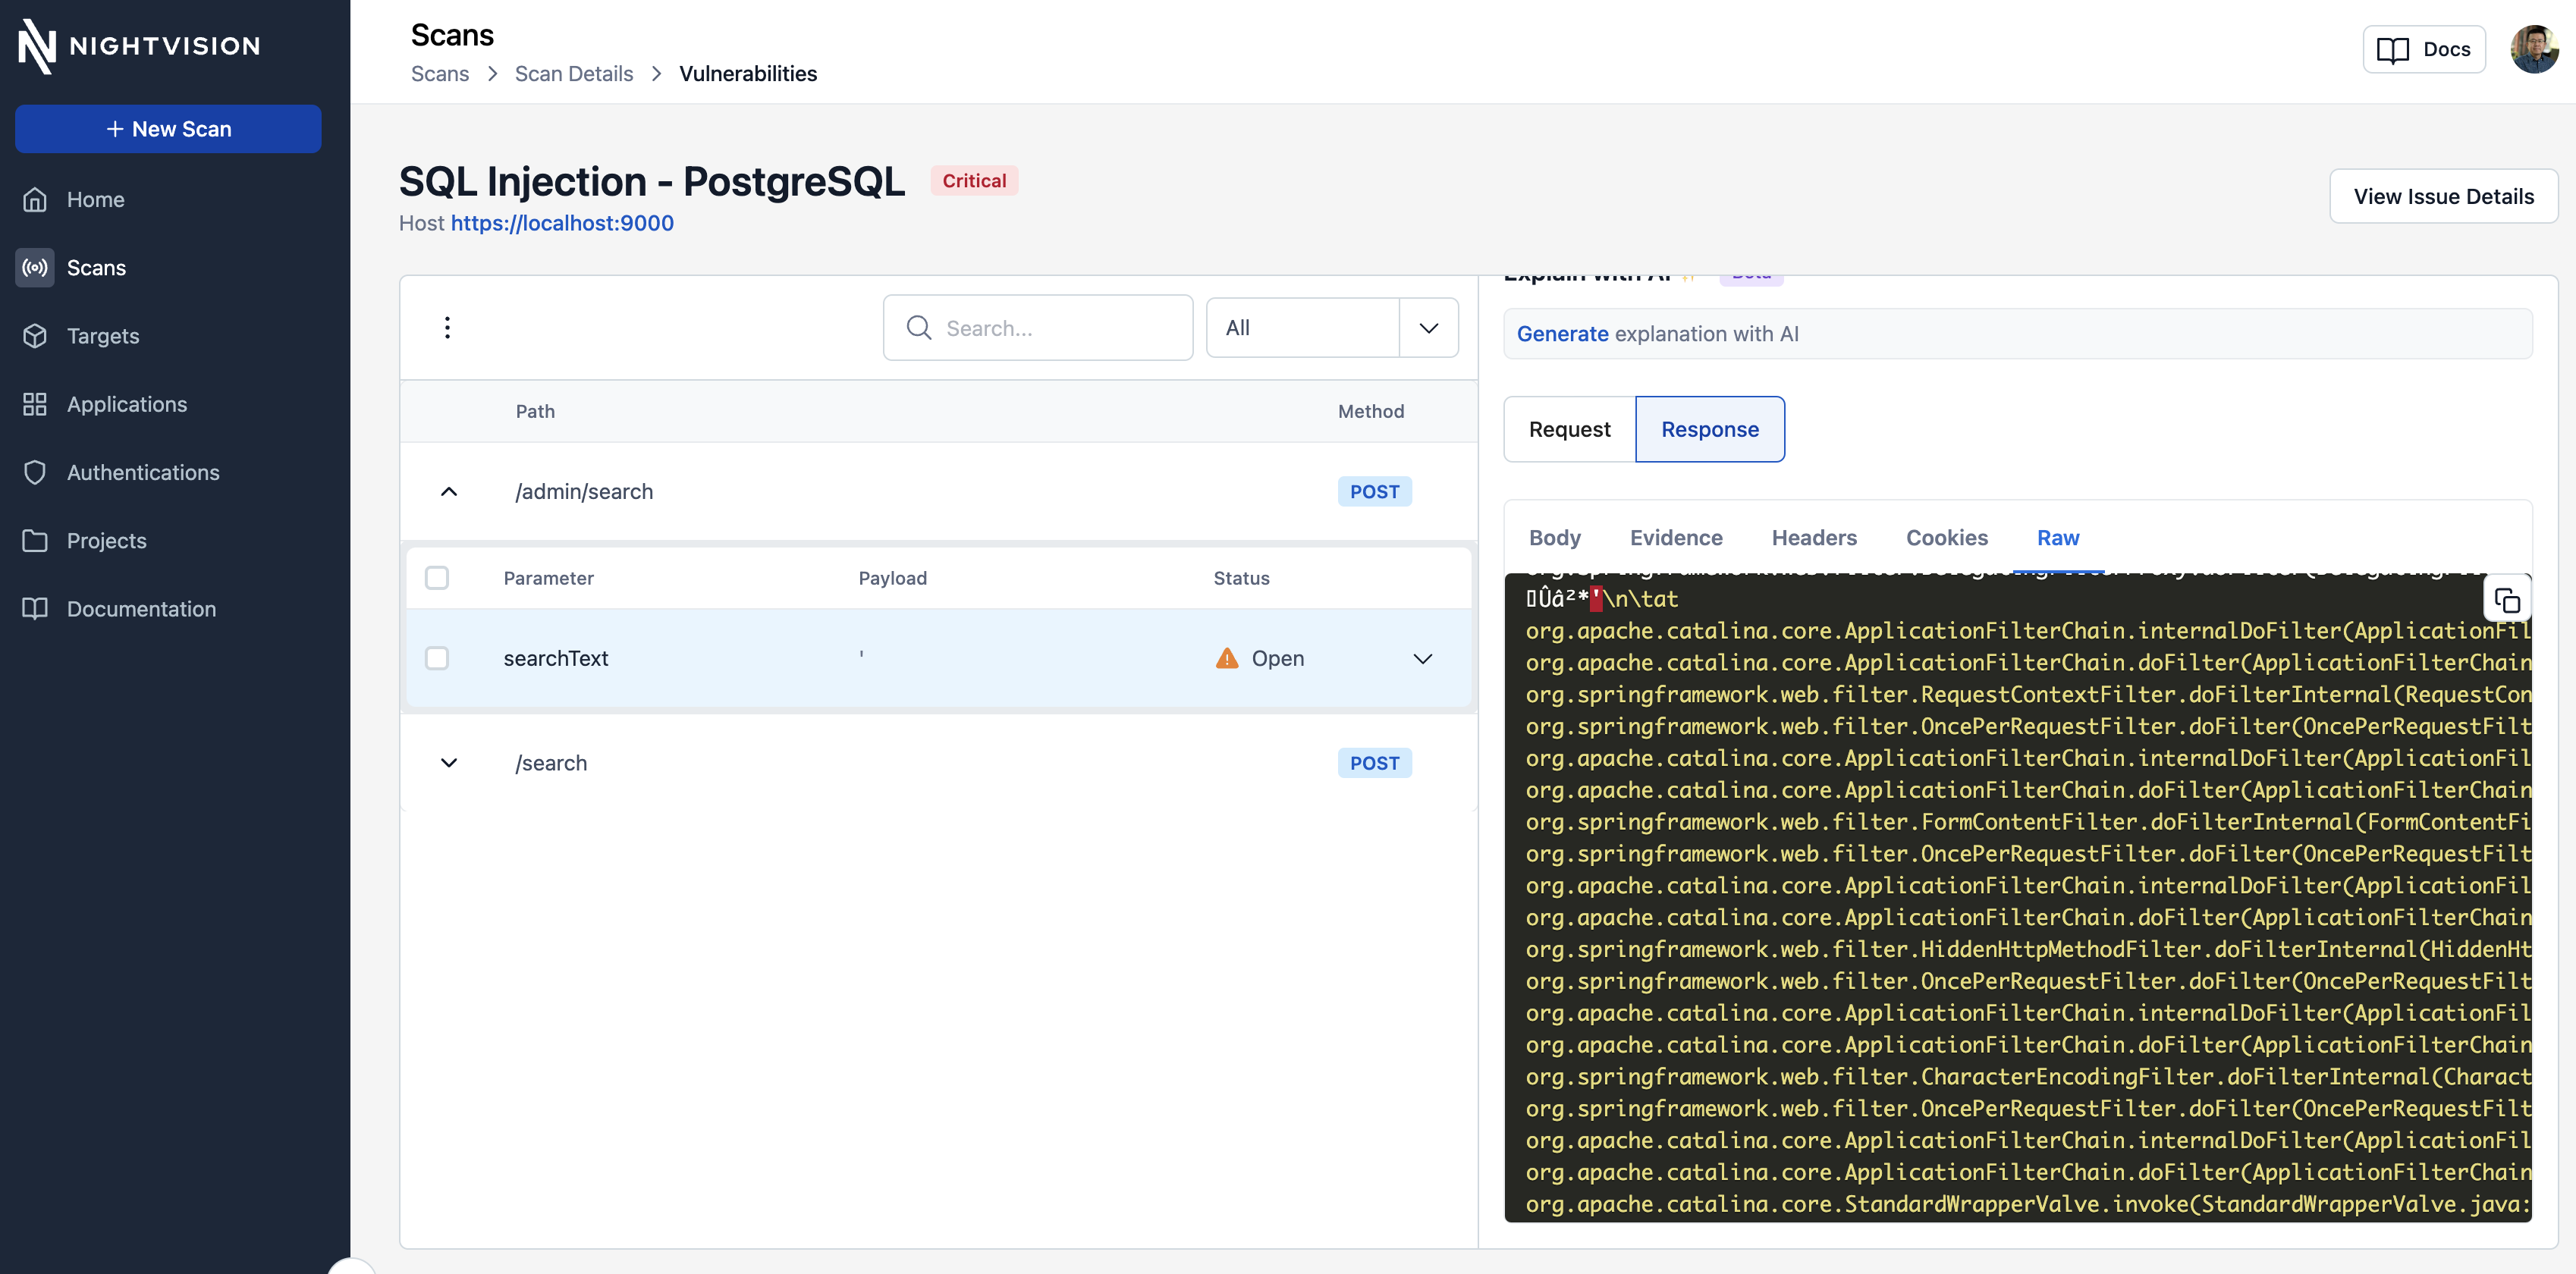 NIGHTVISION
New Scan
Home
Scans
Targets
Applications
Authentications
Projects
Documentation
Scans
Scans > Scan Details > Vulnerabilities
Docs
SQL Injection - PostgreSQL Critical
Host https://localhost:9000
View Issue Details
Search...
All
Path Method
/admin/search POST
Parameter Payload Status
searchText ' Open
/search POST
Explain with AI Beta
Generate explanation with AI
Request Response
Body Evidence Headers Cookies Raw
Ûâ²*'\n\tat
org.apache.catalina.core.ApplicationFilterChain.internalDoFilter(ApplicationFil
org.apache.catalina.core.ApplicationFilterChain.doFilter(ApplicationFilterChain
org.springframework.web.filter.RequestContextFilter.doFilterInternal(RequestCon
org.springframework.web.filter.OncePerRequestFilter.doFilter(OncePerRequestFilt
org.apache.catalina.core.ApplicationFilterChain.internalDoFilter(ApplicationFil
org.apache.catalina.core.ApplicationFilterChain.doFilter(ApplicationFilterChain
org.springframework.web.filter.FormContentFilter.doFilterInternal(FormContentFi
org.springframework.web.filter.OncePerRequestFilter.doFilter(OncePerRequestFilt
org.apache.catalina.core.ApplicationFilterChain.internalDoFilter(ApplicationFil
org.apache.catalina.core.ApplicationFilterChain.doFilter(ApplicationFilterChain
org.springframework.web.filter.HiddenHttpMethodFilter.doFilterInternal(HiddenHt
org.springframework.web.filter.OncePerRequestFilter.doFilter(OncePerRequestFilt
org.apache.catalina.core.ApplicationFilterChain.internalDoFilter(ApplicationFil
org.apache.catalina.core.ApplicationFilterChain.doFilter(ApplicationFilterChain
org.springframework.web.filter.CharacterEncodingFilter.doFilterInternal(Charact
org.springframework.web.filter.OncePerRequestFilter.doFilter(OncePerRequestFilt
org.apache.catalina.core.ApplicationFilterChain.internalDoFilter(ApplicationFil
org.apache.catalina.core.ApplicationFilterChain.doFilter(ApplicationFilterChain
org.apache.catalina.core.StandardWrapperValve.invoke(StandardWrapperValve.java: